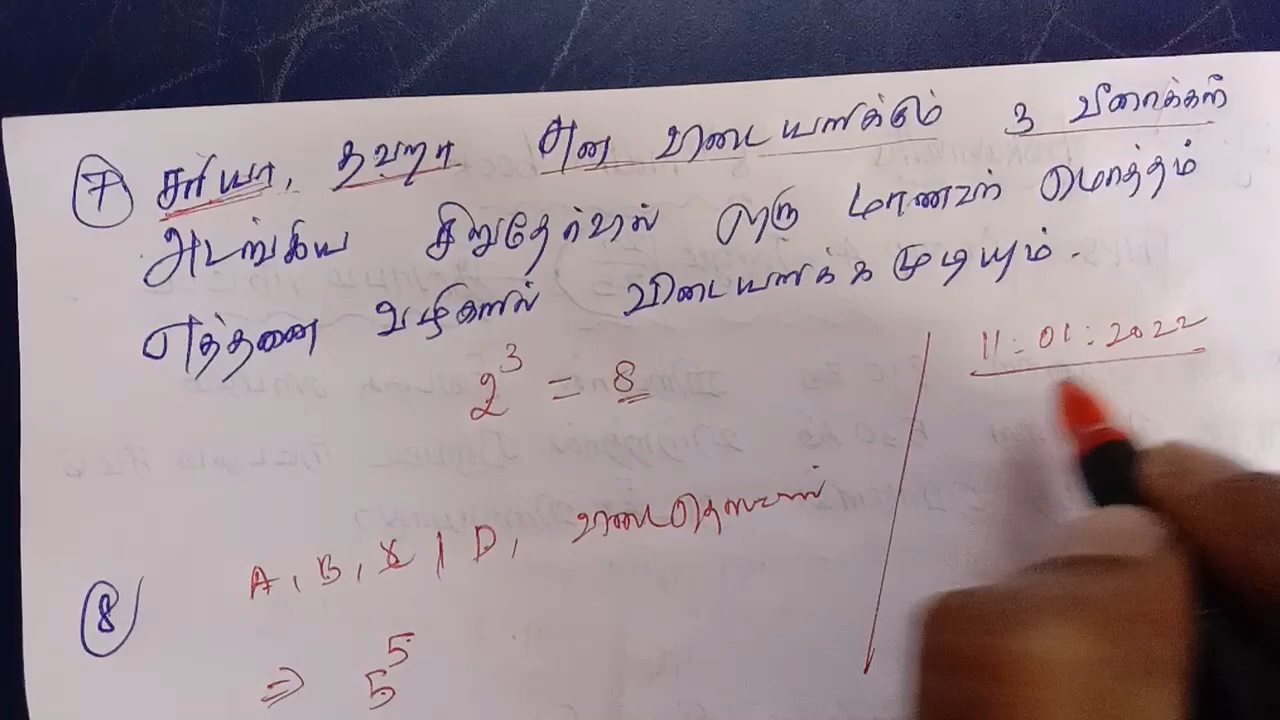 ⑦ சரியா, தவறா என விடையளிக்கும் 3 வினாக்கள்
அடங்கிய சிறுதேர்வில் ஒரு மாணவர் மொத்தம்
எத்தனை வழிகளில் விடையளிக்க முடியும்.
2³ = 8
11-01-2022
⑧ A, B, C, D,
⇒ 5⁵